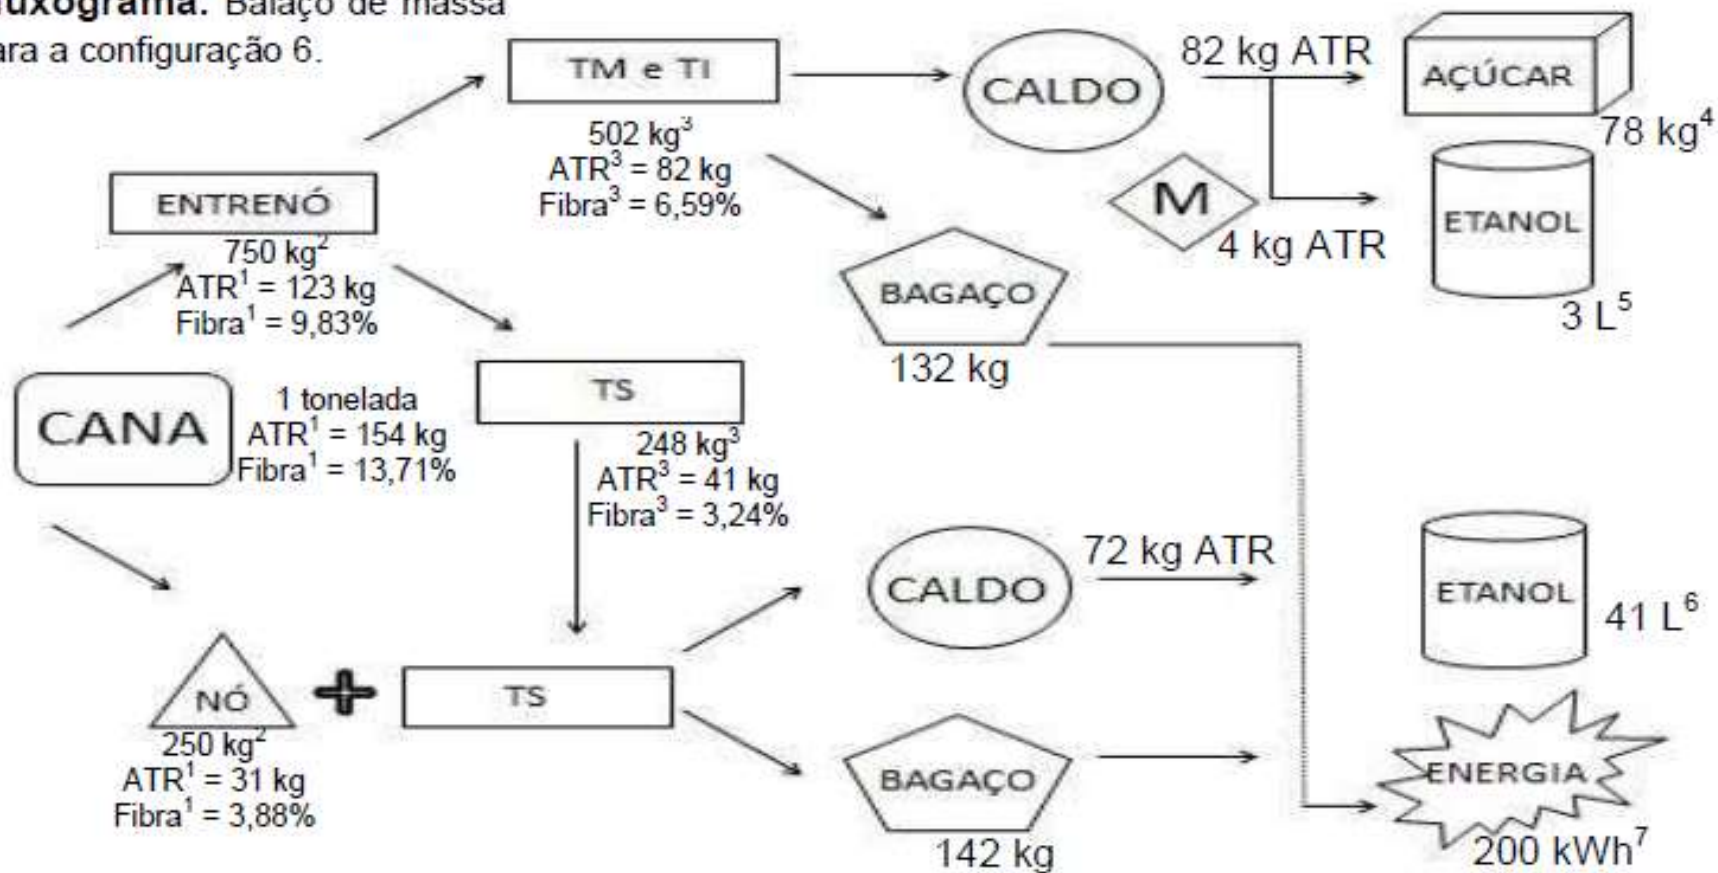 uxograma. Balaço de massa
ara a configuração 6.
TM e TI
502 kg³
ATR³ = 82 kg
Fibra³ = 6,59%
CALDO
82 kg ATR
AÇÚCAR
78 kg⁴
M
4 kg ATR
ETANOL
3 L⁵
ENTRENÓ
750 kg²
ATR¹ = 123 kg
Fibra¹ = 9,83%
BAGAÇO
132 kg
CANA
1 tonelada
ATR¹ = 154 kg
Fibra¹ = 13,71%
TS
248 kg³
ATR³ = 41 kg
Fibra³ = 3,24%
NÓ
250 kg²
ATR¹ = 31 kg
Fibra¹ = 3,88%
+
TS
CALDO
72 kg ATR
ETANOL
41 L⁶
BAGAÇO
142 kg
ENERGIA
200 kWh⁷